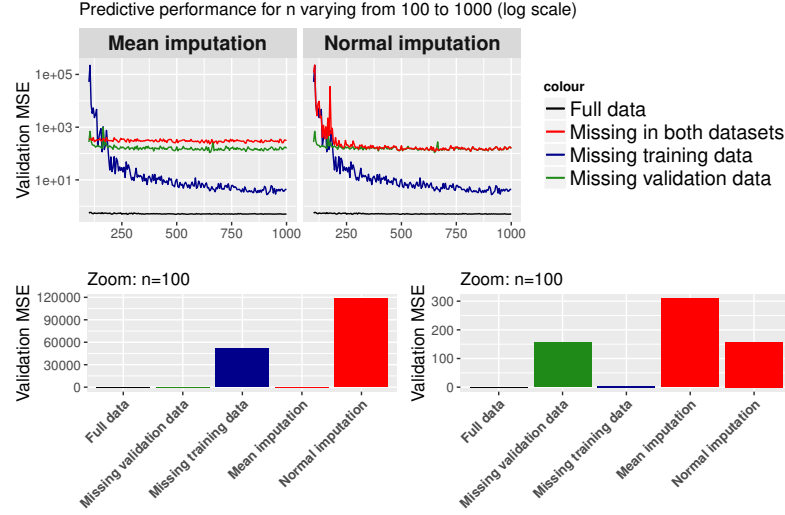 Predictive performance for n varying from 100 to 1000 (log scale)
Mean imputation
Normal imputation
Validation MSE
1e+05
1e+03
1e+01
250
500
750
1000
250
500
750
1000
colour
Full data
Missing in both datasets
Missing training data
Missing validation data
Zoom: n=100
Validation MSE
120000
90000
60000
30000
0
Full data
Missing validation data
Missing training data
Mean imputation
Normal imputation
Zoom: n=100
Validation MSE
300
200
100
0
Full data
Missing validation data
Missing training data
Mean imputation
Normal imputation